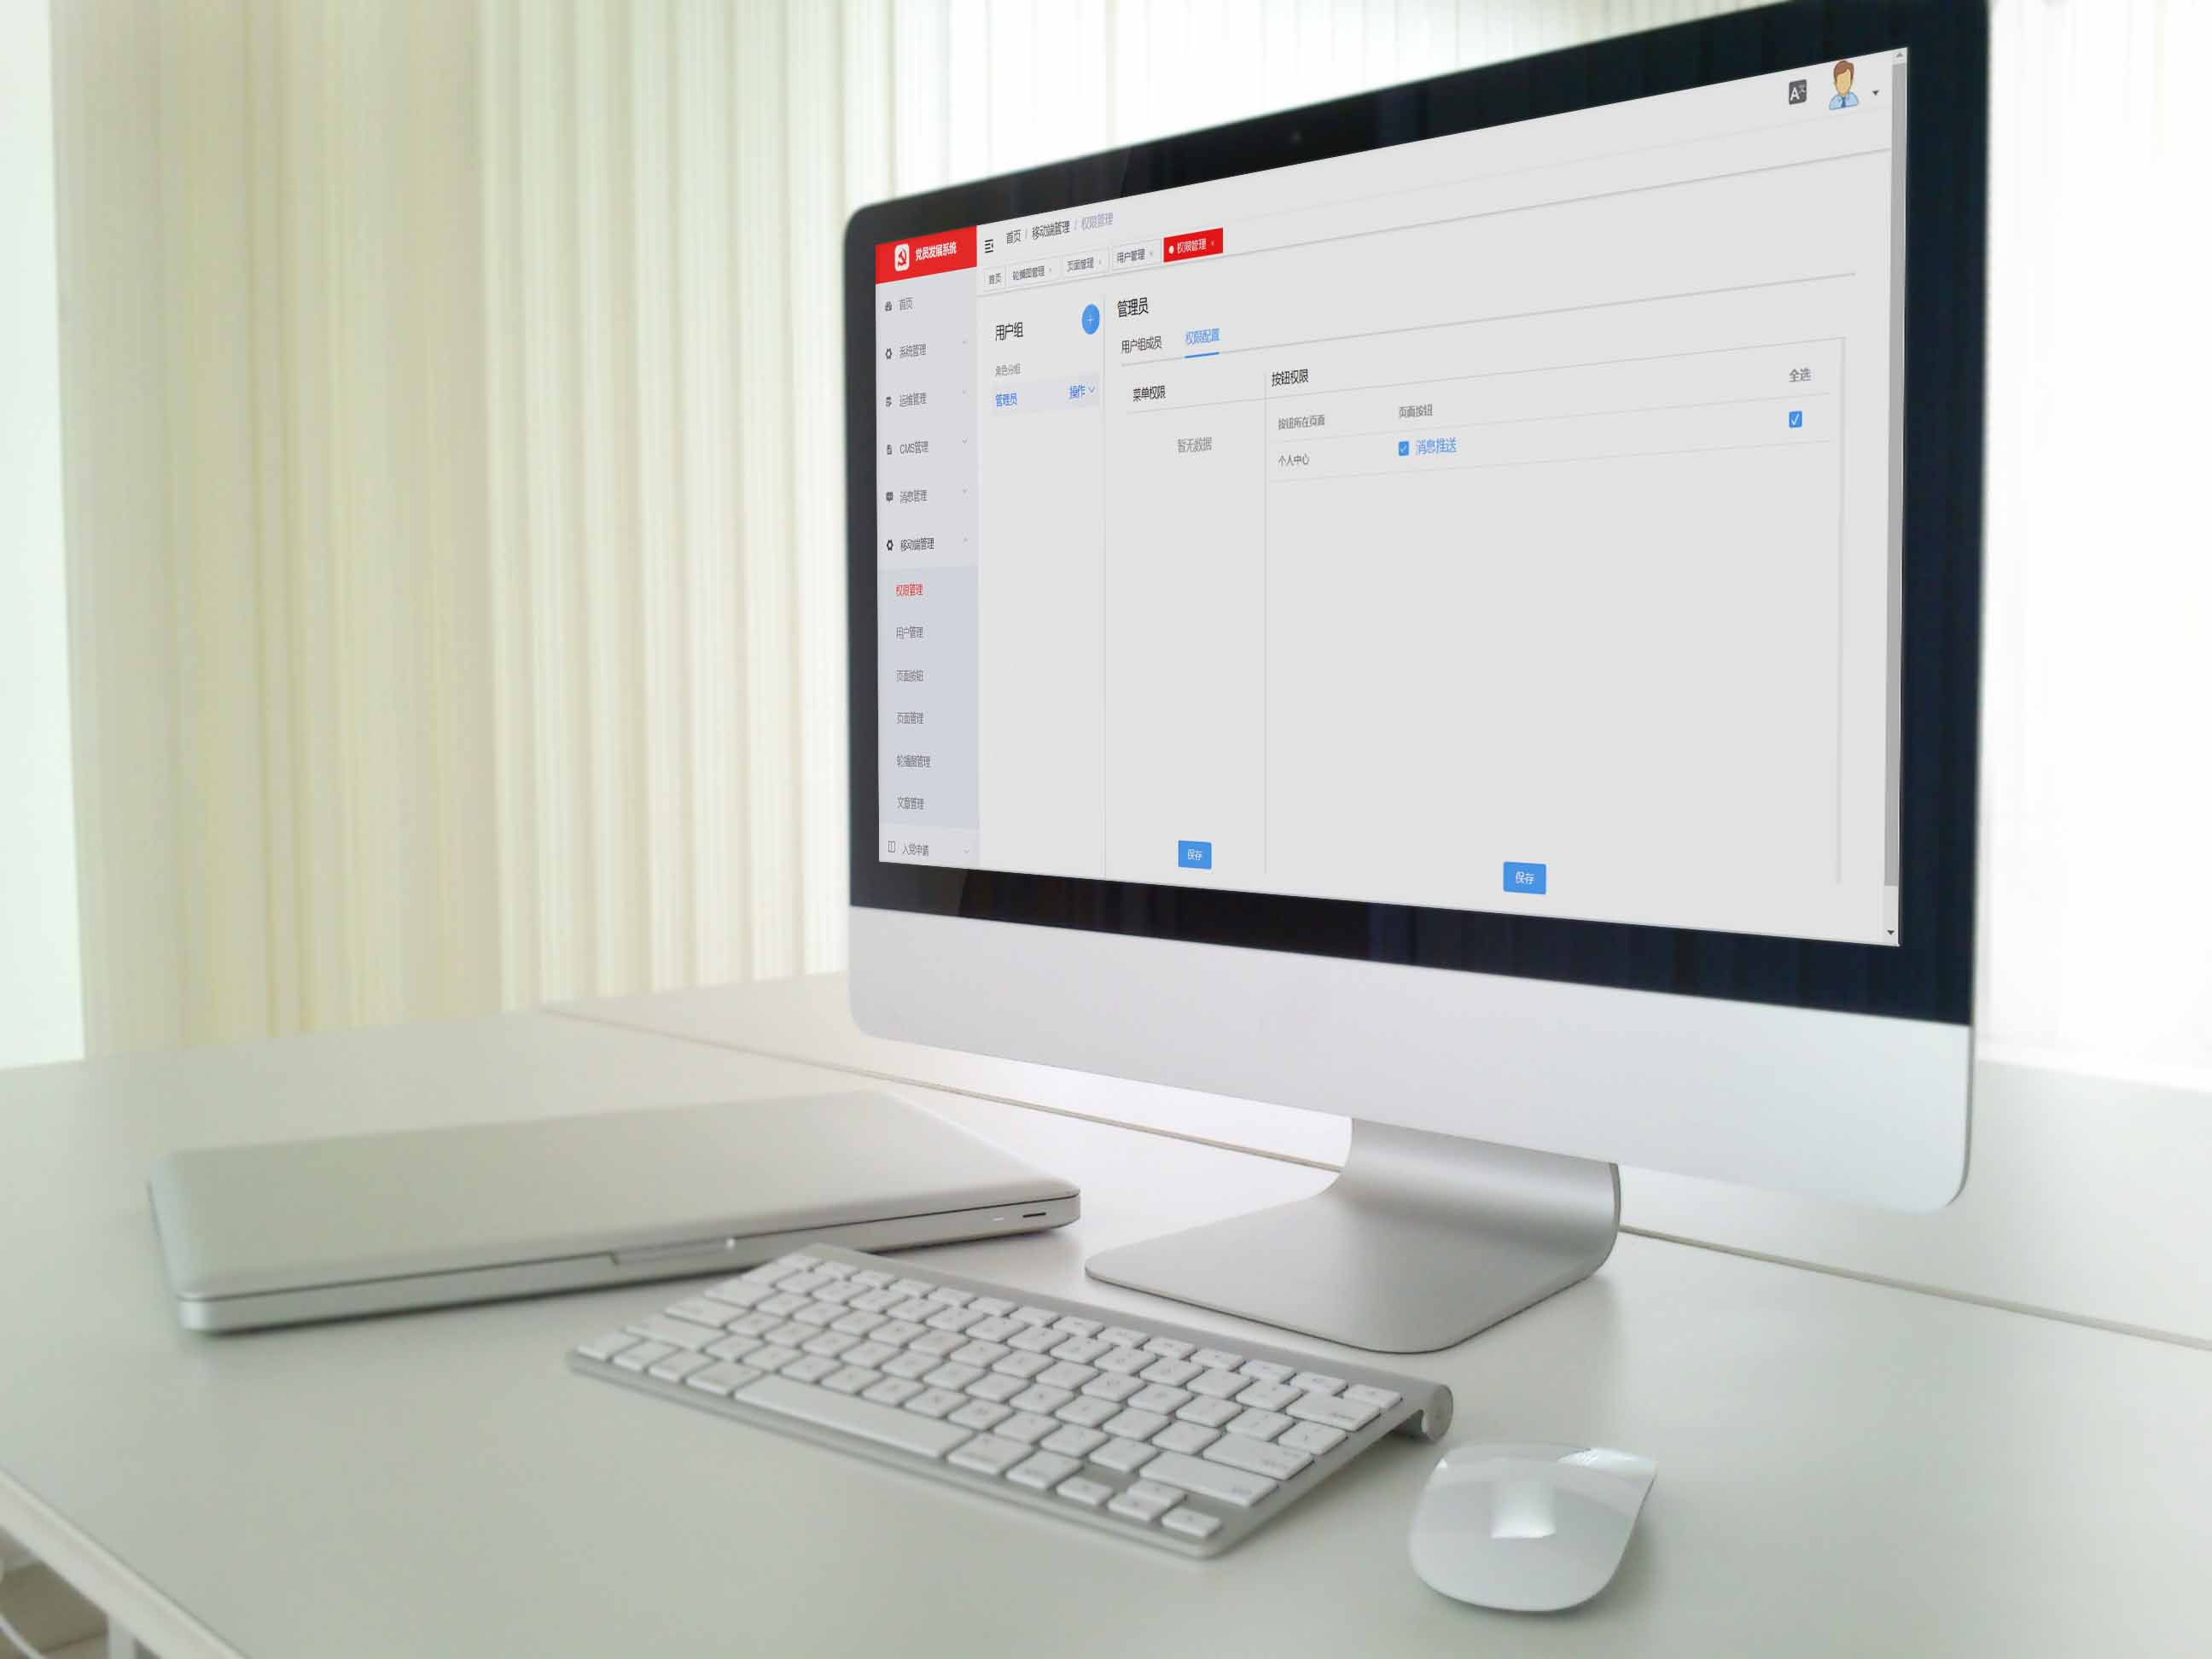 党员发展系统
首页 / 移动端管理 / 权限管理
首页 轮播图管理 × 页面管理 × 用户管理 × 权限管理 ×
首页
系统管理
运维管理
CMS管理
消息管理
移动端管理
权限管理
用户管理
页面按钮
页面管理
轮播图管理
文章管理
入党申请
用户组
+
角色分组
管理员 操作
管理员
用户组成员 权限配置
菜单权限
暂无数据
保存
按钮权限
按钮所在页面 页面按钮 全选
个人中心 消息推送
保存